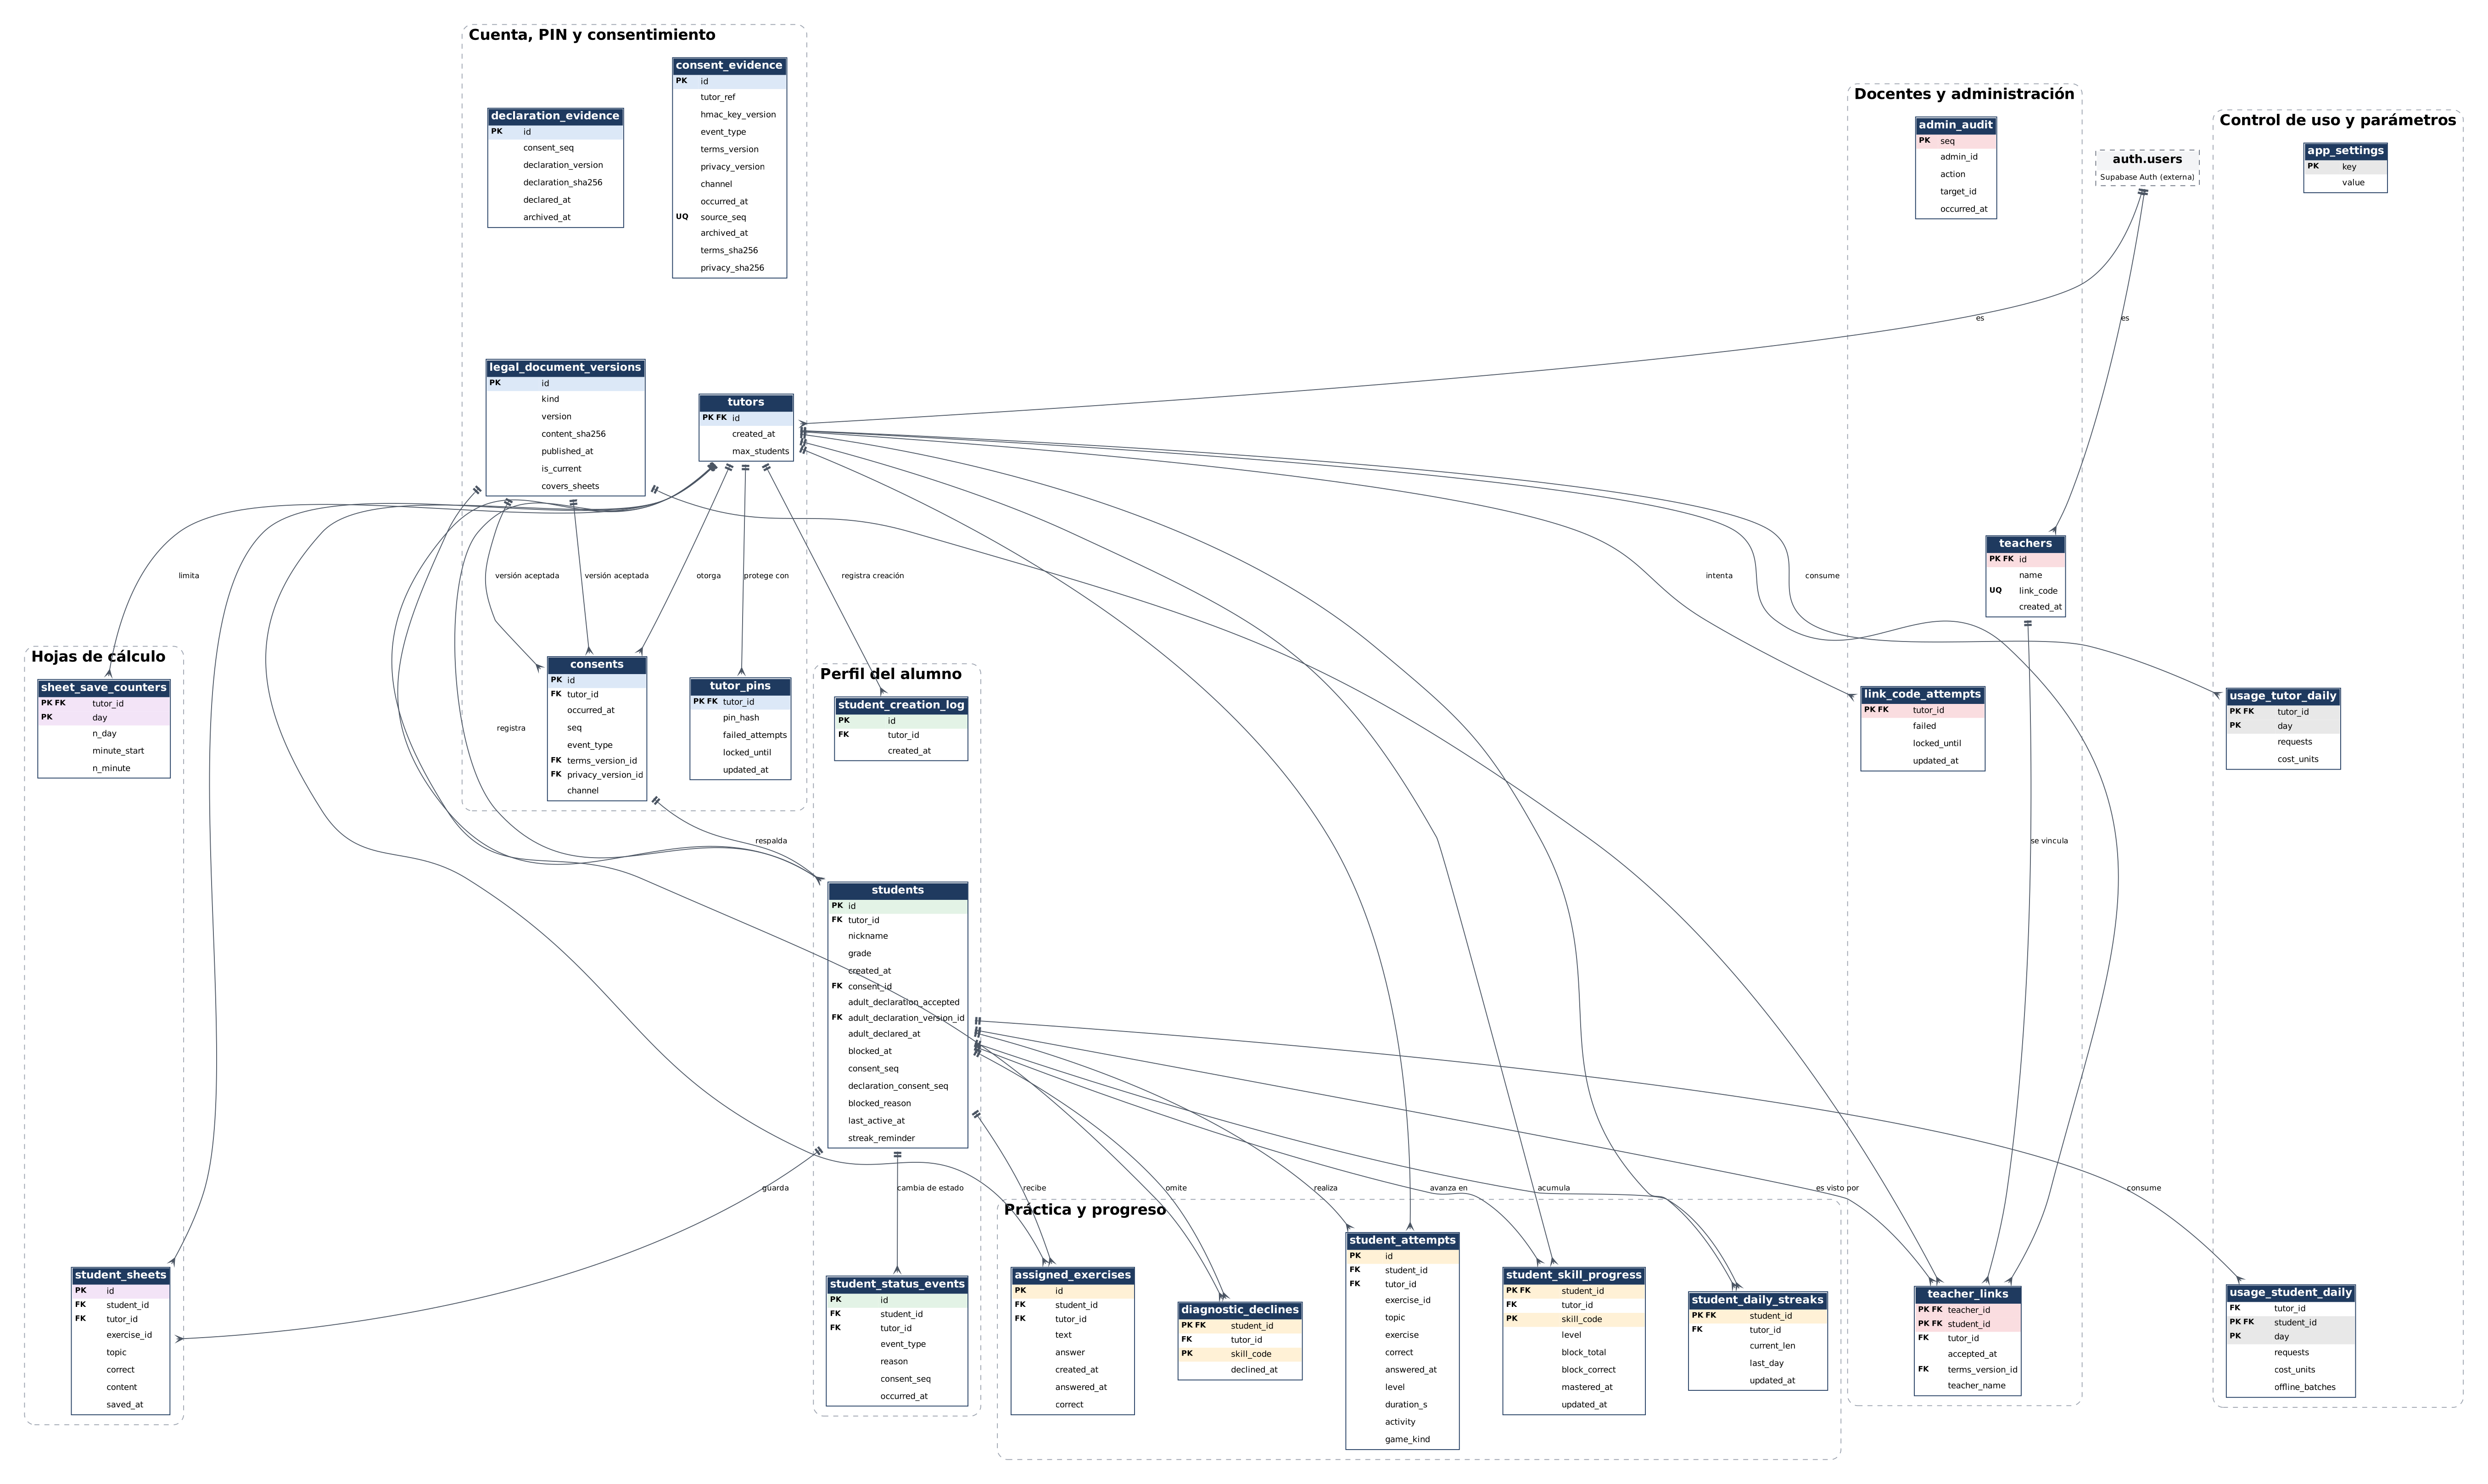 Cuenta, PIN y consentimiento
consent_evidence
PK id
tutor_ref
hmac_key_version
event_type
terms_version
privacy_version
channel
occurred_at
UQ source_seq
archived_at
terms_sha256
privacy_sha256
declaration_evidence
PK id
consent_seq
declaration_version
declaration_sha256
declared_at
archived_at
legal_document_versions
PK id
kind
version
content_sha256
published_at
is_current
covers_sheets
tutors
PK FK id
created_at
max_students
Docentes y administración
admin_audit
PK seq
admin_id
action
target_id
occurred_at
auth.users
Supabase Auth (externa)
Control de uso y parámetros
app_settings
PK key
value
es
es
teachers
PK FK id
name
UQ link_code
created_at
limita
versión aceptada
versión aceptada
otorga
protege con
registra creación
intenta
consume
Hojas de cálculo
sheet_save_counters
PK FK tutor_id
PK day
n_day
minute_start
n_minute
registra
consents
PK id
FK tutor_id
occurred_at
seq
event_type
FK terms_version_id
FK privacy_version_id
channel
tutor_pins
PK FK tutor_id
pin_hash
failed_attempts
locked_until
updated_at
Perfil del alumno
student_creation_log
PK id
FK tutor_id
created_at
link_code_attempts
PK FK tutor_id
failed
locked_until
updated_at
usage_tutor_daily
PK FK tutor_id
PK day
requests
cost_units
respalda
se vincula
students
PK id
FK tutor_id
nickname
grade
created_at
FK consent_id
adult_declaration_accepted
FK adult_declaration_version_id
adult_declared_at
blocked_at
consent_seq
declaration_consent_seq
blocked_reason
last_active_at
streak_reminder
guarda
cambia de estado
recibe
omite
realiza
avanza en
acumula
es visto por
consume
Práctica y progreso
student_sheets
PK id
FK student_id
FK tutor_id
exercise_id
topic
correct
content
saved_at
student_status_events
PK id
FK student_id
FK tutor_id
event_type
reason
consent_seq
occurred_at
assigned_exercises
PK id
FK student_id
FK tutor_id
text
answer
created_at
answered_at
correct
diagnostic_declines
PK FK student_id
FK tutor_id
PK skill_code
declined_at
student_attempts
PK id
FK student_id
FK tutor_id
exercise_id
topic
exercise
correct
answered_at
level
duration_s
activity
game_kind
student_skill_progress
PK FK student_id
FK tutor_id
PK skill_code
level
block_total
block_correct
mastered_at
updated_at
student_daily_streaks
PK FK student_id
FK tutor_id
current_len
last_day
updated_at
teacher_links
PK FK teacher_id
PK FK student_id
FK tutor_id
accepted_at
FK terms_version_id
teacher_name
usage_student_daily
FK tutor_id
PK FK student_id
PK day
requests
cost_units
offline_batches